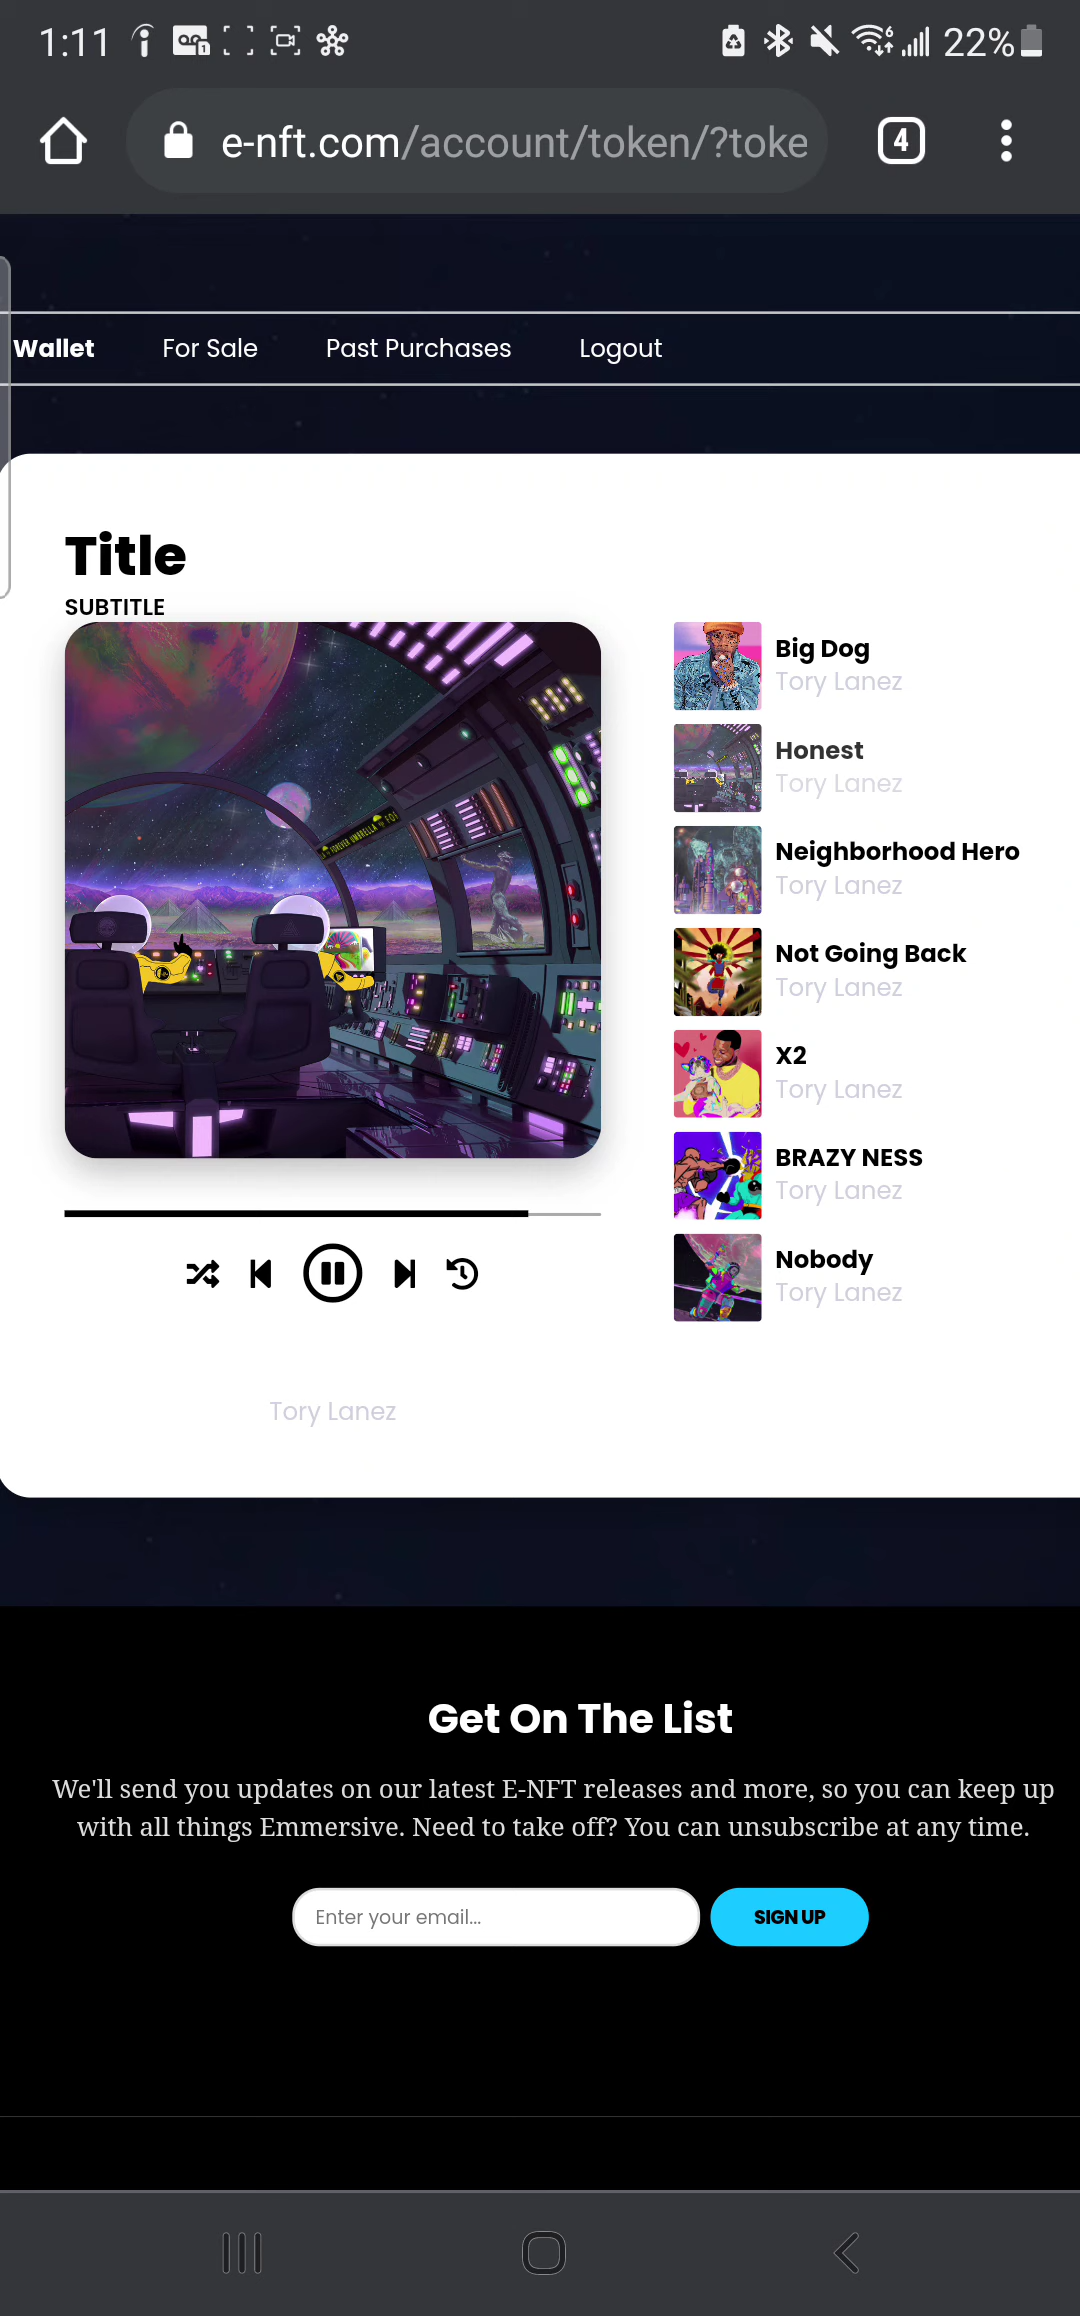 1:11
22%
e-nft.com/account/token/?toke
4
Wallet
For Sale
Past Purchases
Logout
Title
SUBTITLE
FOREVER UMBRELLA
Big Dog
Tory Lanez
Honest
Tory Lanez
Neighborhood Hero
Tory Lanez
Not Going Back
Tory Lanez
X2
Tory Lanez
BRAZY NESS
Tory Lanez
Nobody
Tory Lanez
Tory Lanez
Get On The List
We'll send you updates on our latest E-NFT releases and more, so you can keep up
with all things Emmersive. Need to take off? You can unsubscribe at any time.
Enter your email...
SIGN UP